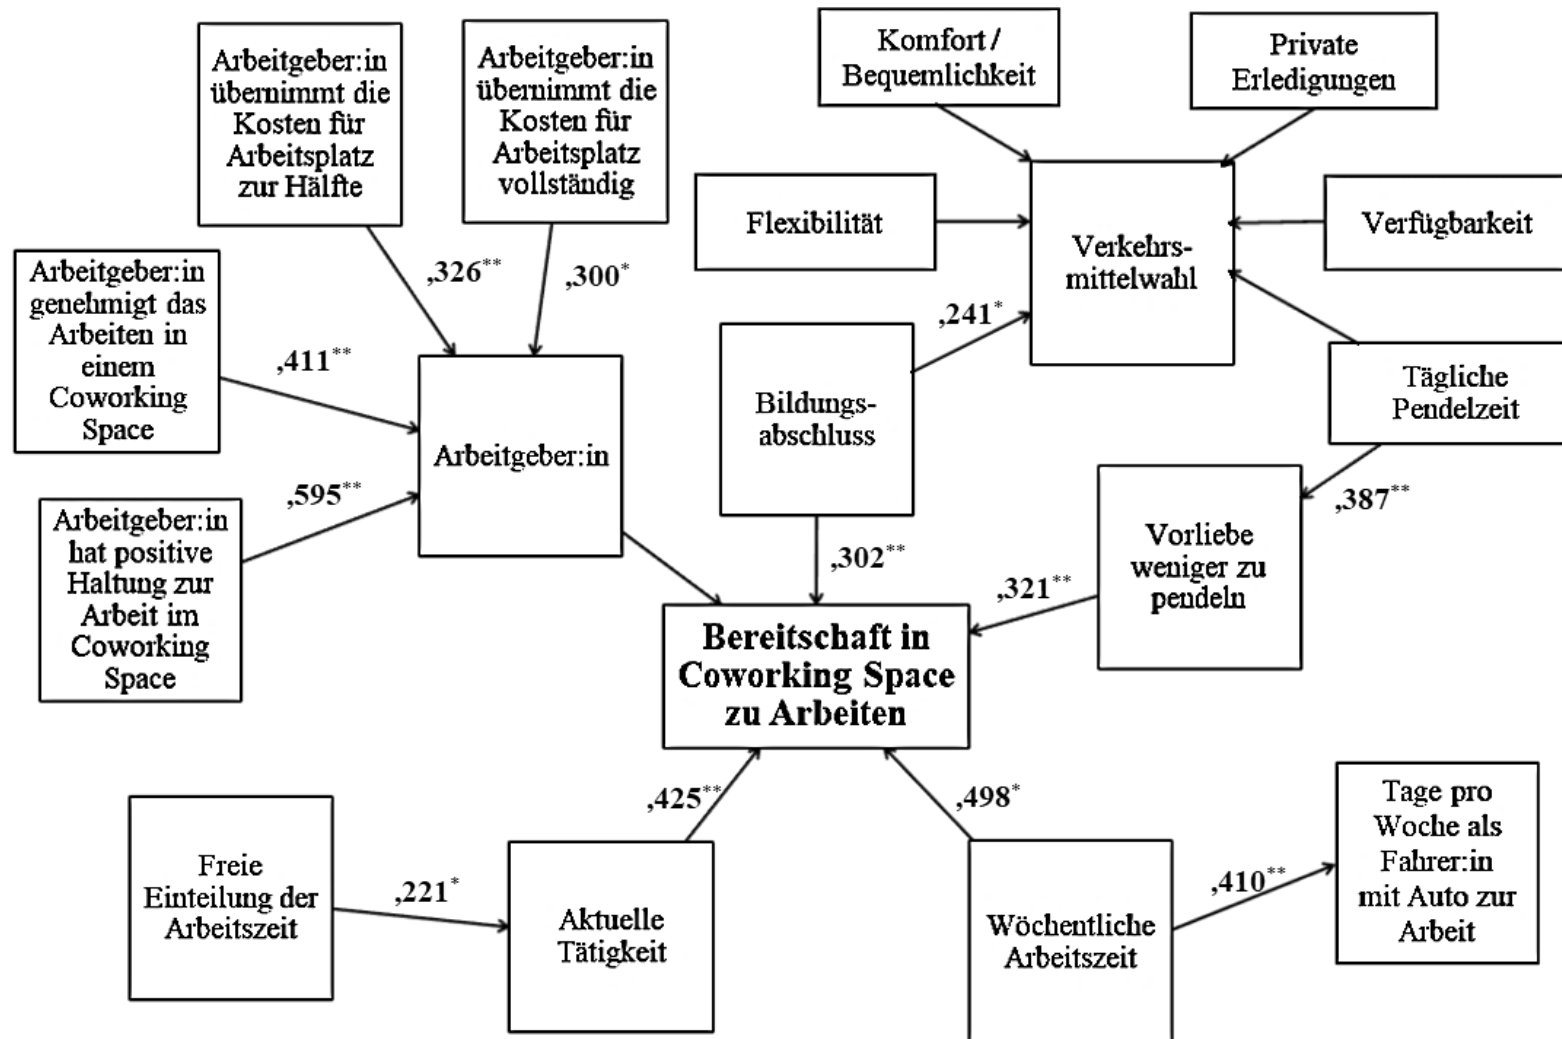 Arbeitgeber:in
übernimmt die
Kosten für
Arbeitsplatz
zur Hälfte
Arbeitgeber:in
übernimmt die
Kosten für
Arbeitsplatz
vollständig
Komfort /
Bequemlichkeit
Private
Erledigungen
Flexibilität
Verkehrs-
mittelwahl
Verfügbarkeit
Arbeitgeber:in
genehmigt das
Arbeiten in
einem
Coworking
Space
,326**
,300*
,411**
,241*
Bildungs-
abschluss
Tägliche
Pendelzeit
Arbeitgeber:in
,595**
,387**
Arbeitgeber:in
hat positive
Haltung zur
Arbeit im
Coworking
Space
Vorliebe
weniger zu
pendeln
,302**
,321**
Bereitschaft in
Coworking Space
zu Arbeiten
,425**
,498*
Freie
Einteilung der
Arbeitszeit
,221*
Aktuelle
Tätigkeit
Wöchentliche
Arbeitszeit
,410**
Tage pro
Woche als
Fahrer:in
mit Auto zur
Arbeit